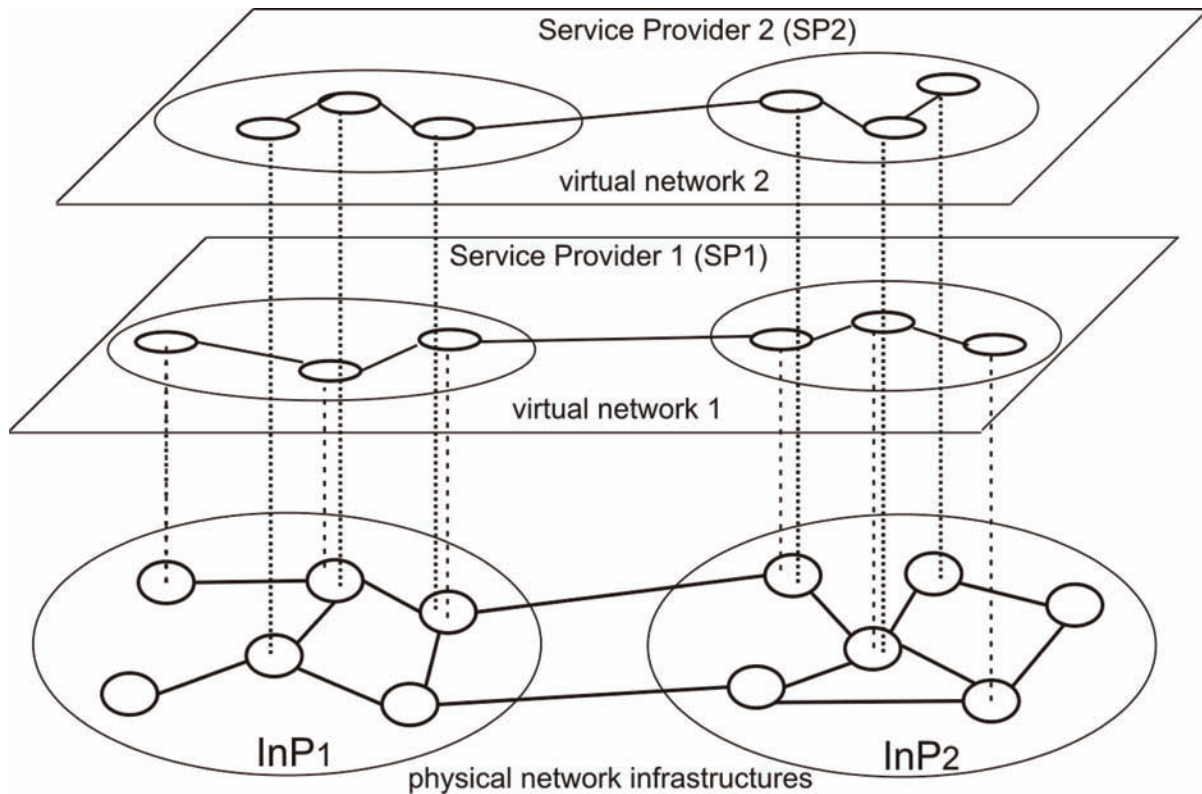 Service Provider 2 (SP2)
virtual network 2
Service Provider 1 (SP1)
virtual network 1
InP1
InP2
physical network infrastructures